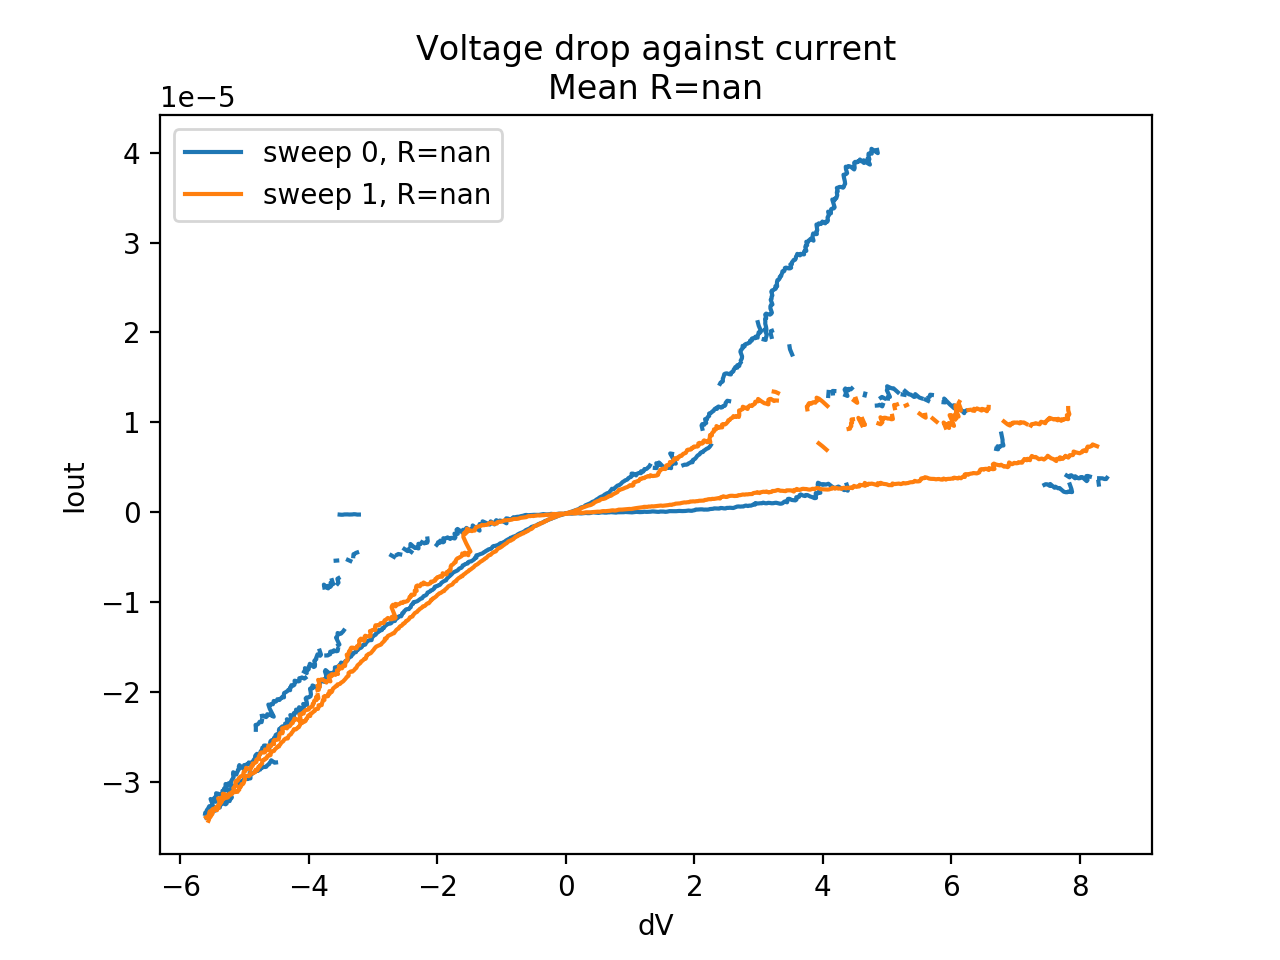 Voltage drop against current
Mean R=nan
1e−5
sweep 0, R=nan
sweep 1, R=nan
4
3
2
1
0
−1
−2
−3
Iout
−6
−4
−2
0
2
4
6
8
dV